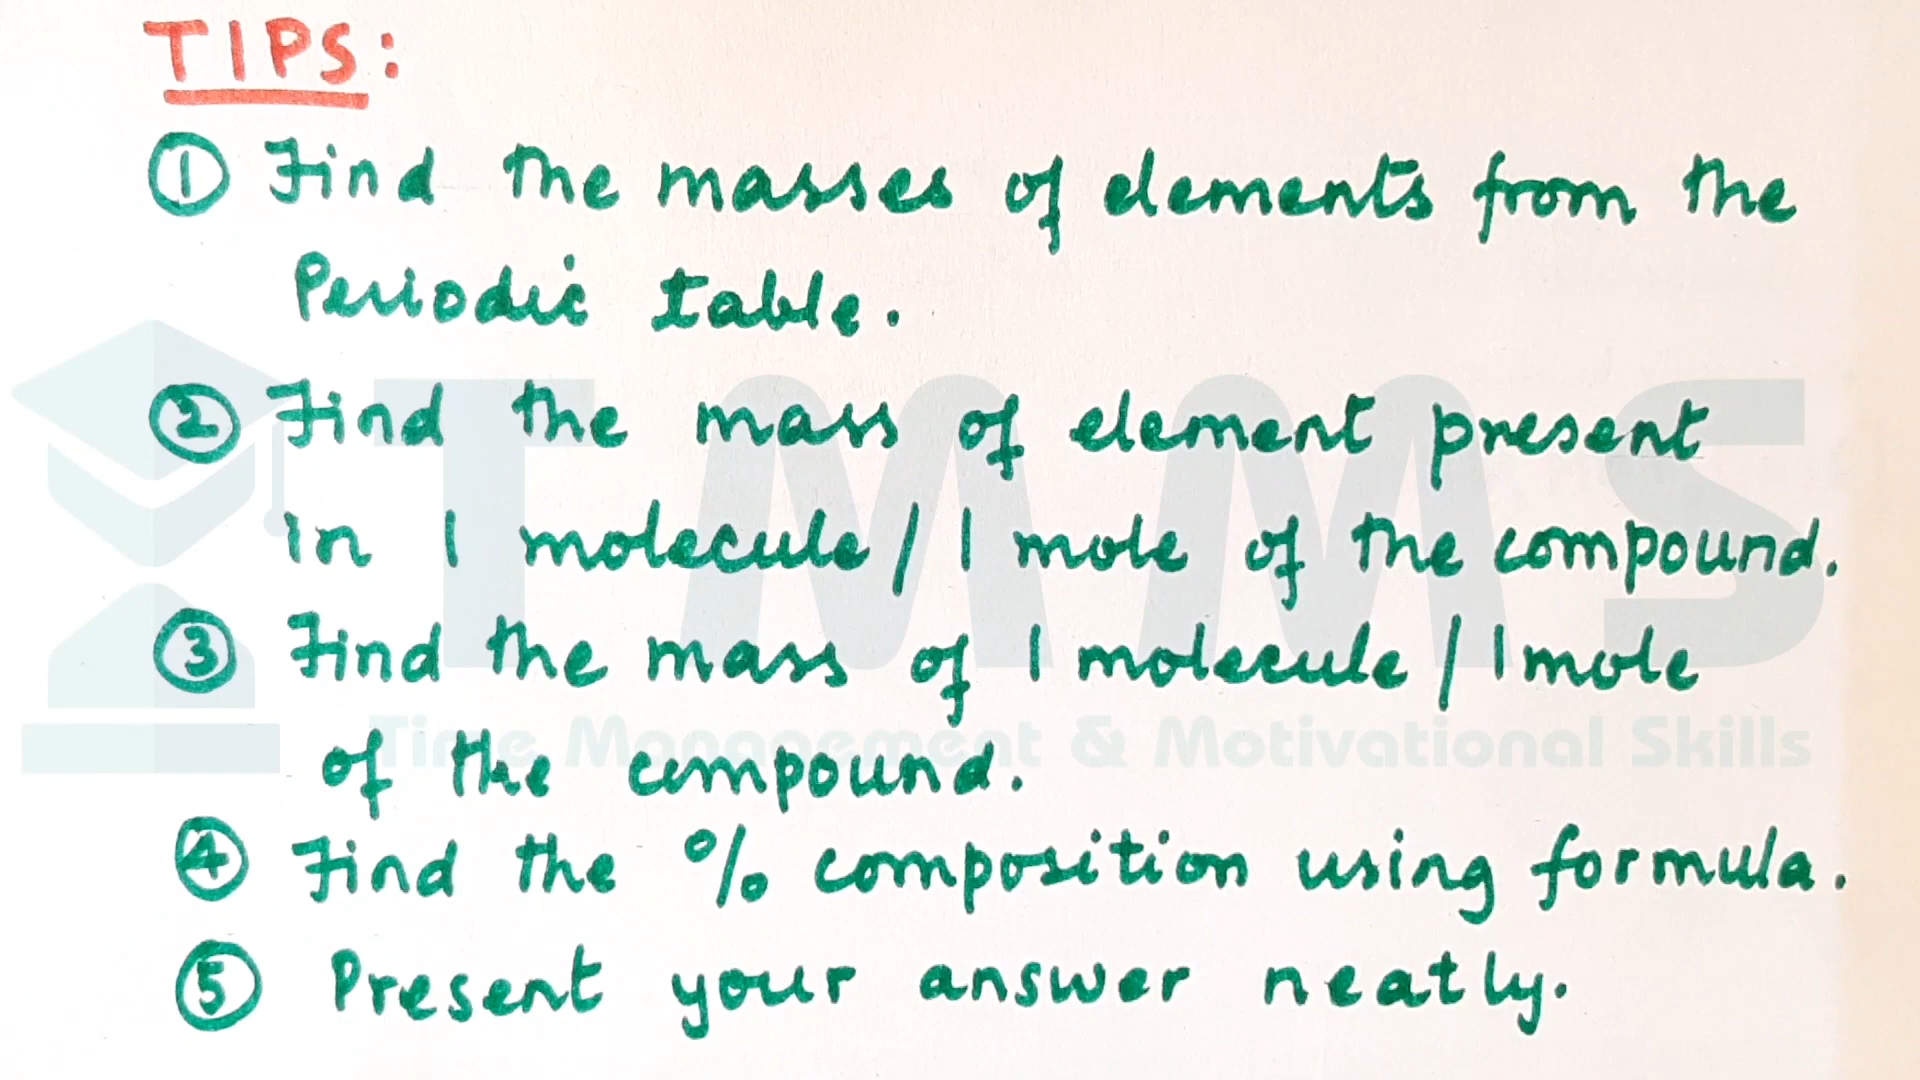 TIPS:
① Find the masses of elements from the
Periodic table.
② Find the mass of element present
in 1 molecule/1 mole of the compound.
③ Find the mass of 1 molecule/1 mole
of the compound.
④ Find the % composition using formula.
⑤ Present your answer neatly.
TMMS
Time Management & Motivational Skills